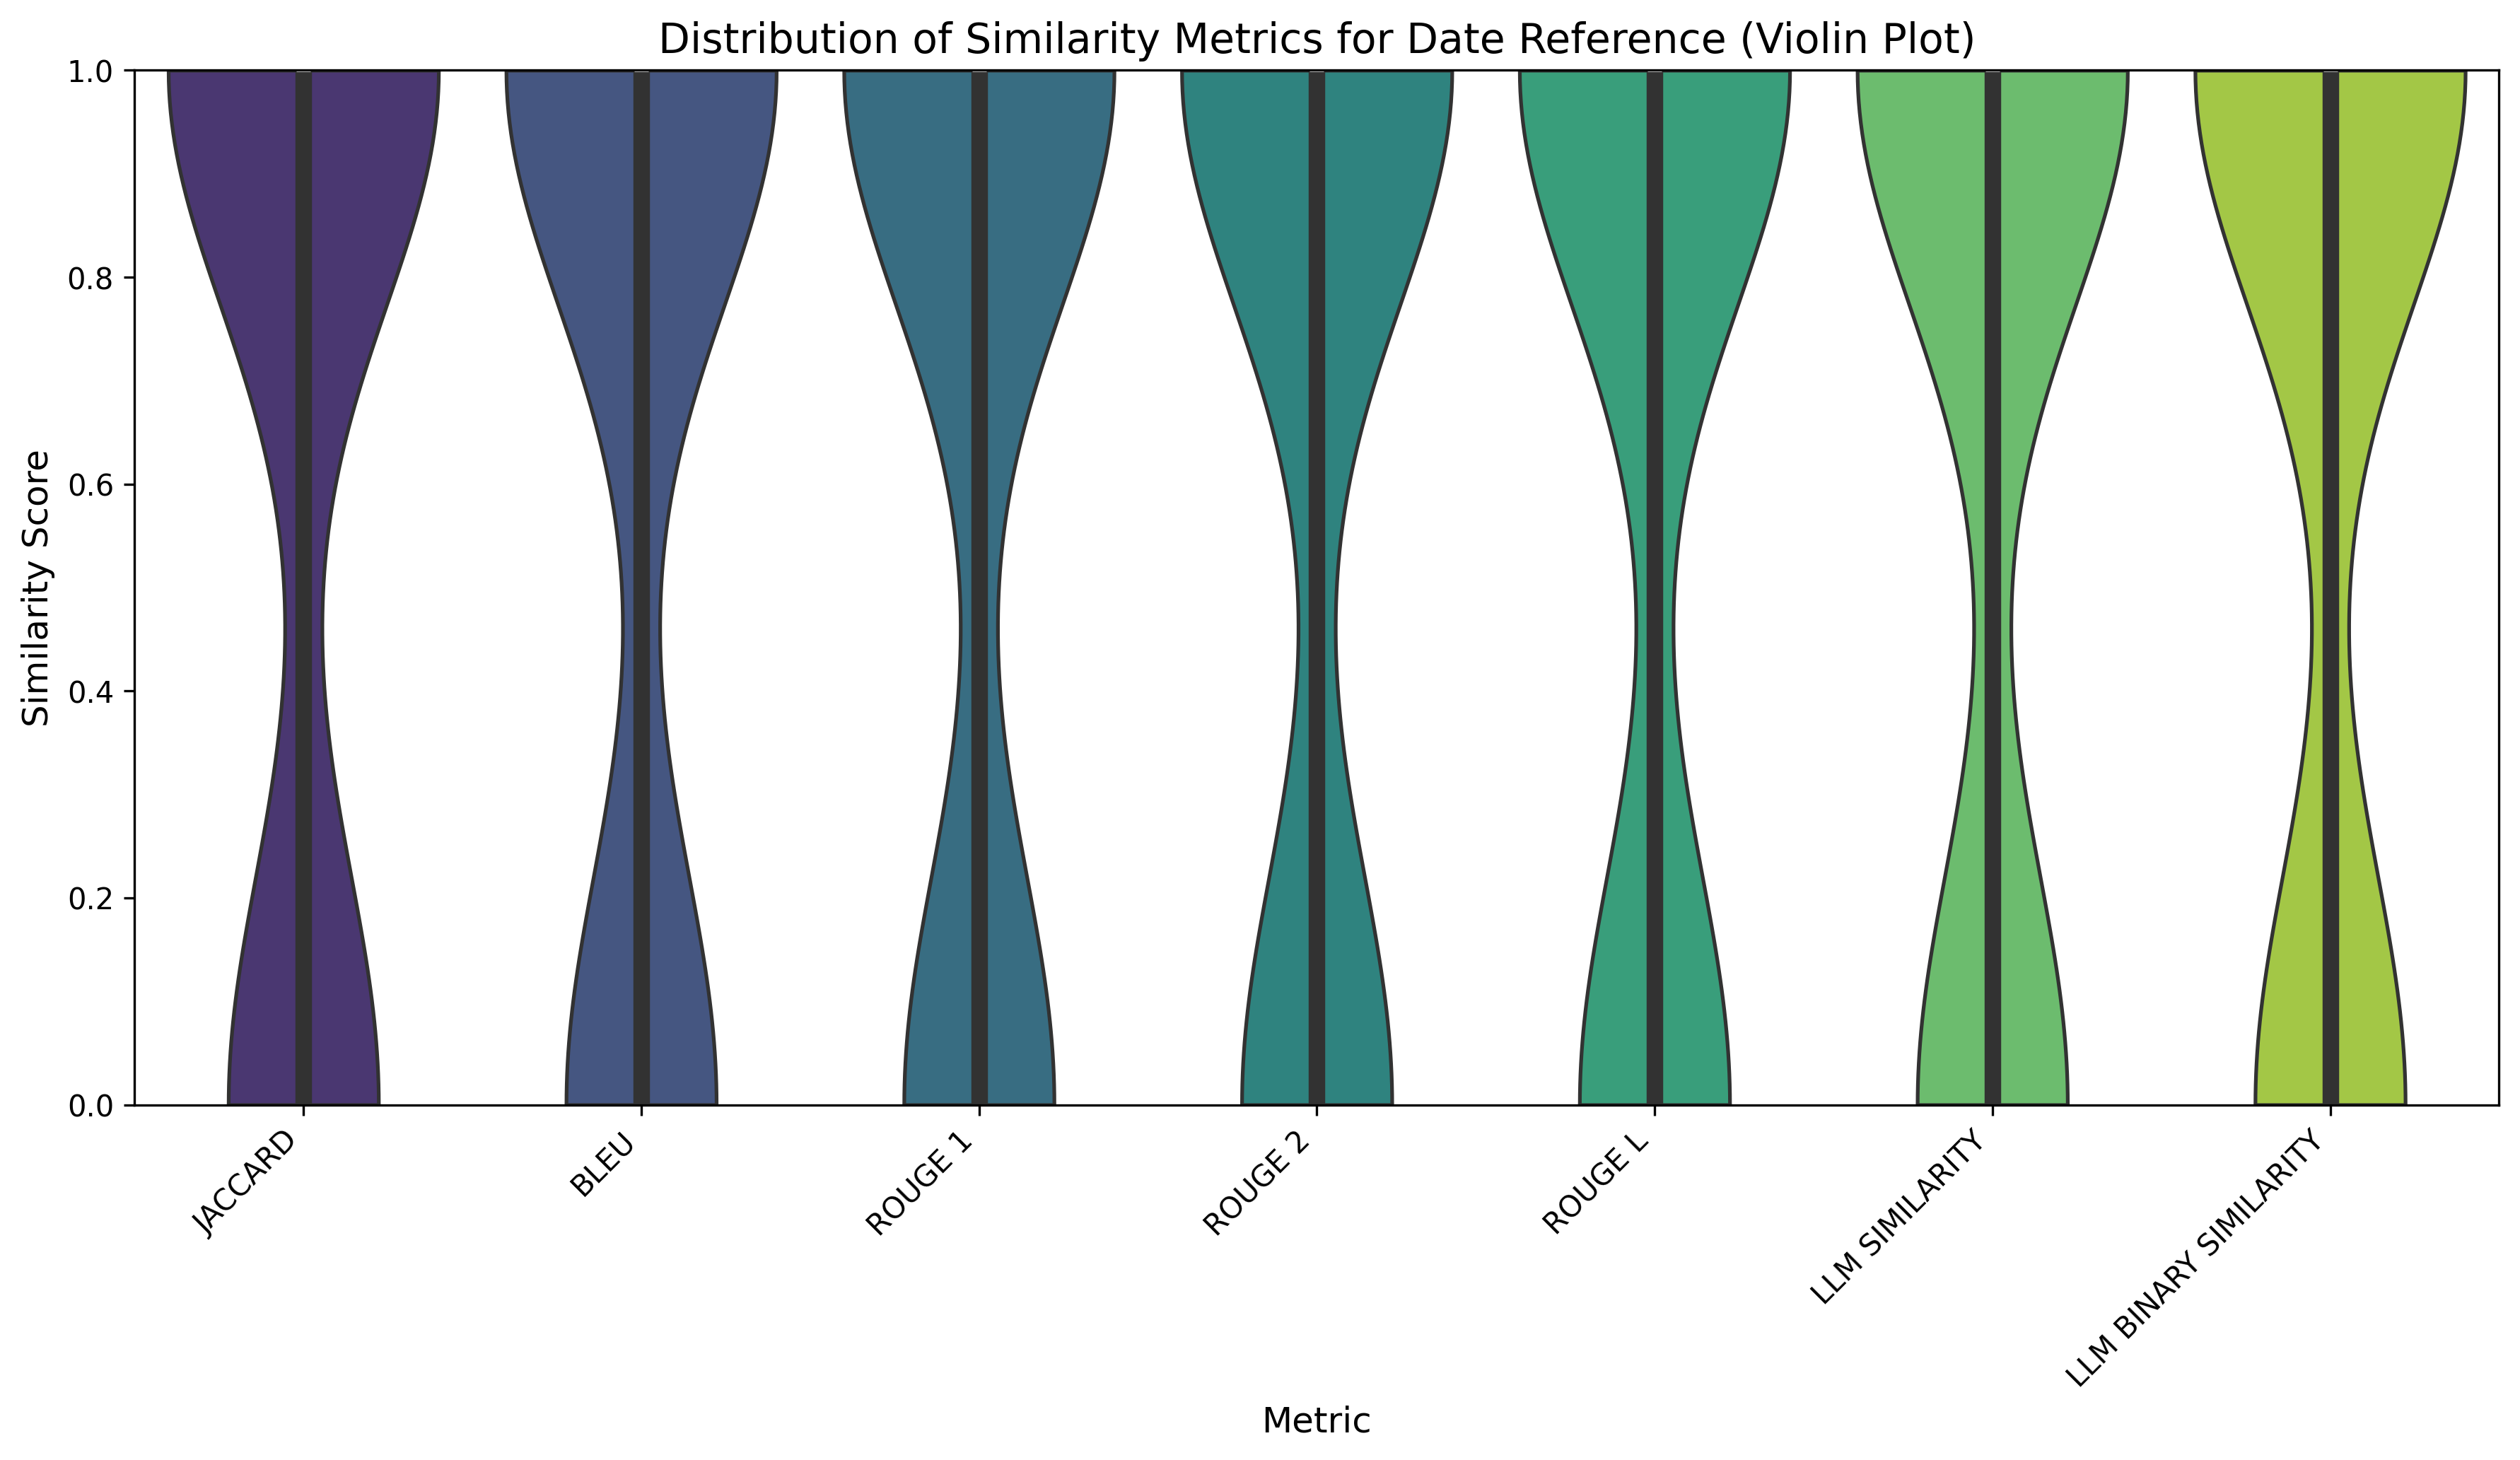 Distribution of Similarity Metrics for Date Reference (Violin Plot)
Similarity Score
1.0
0.8
0.6
0.4
0.2
0.0
JACCARD
BLEU
ROUGE 1
ROUGE 2
ROUGE L
LLM SIMILARITY
LLM BINARY SIMILARITY
Metric